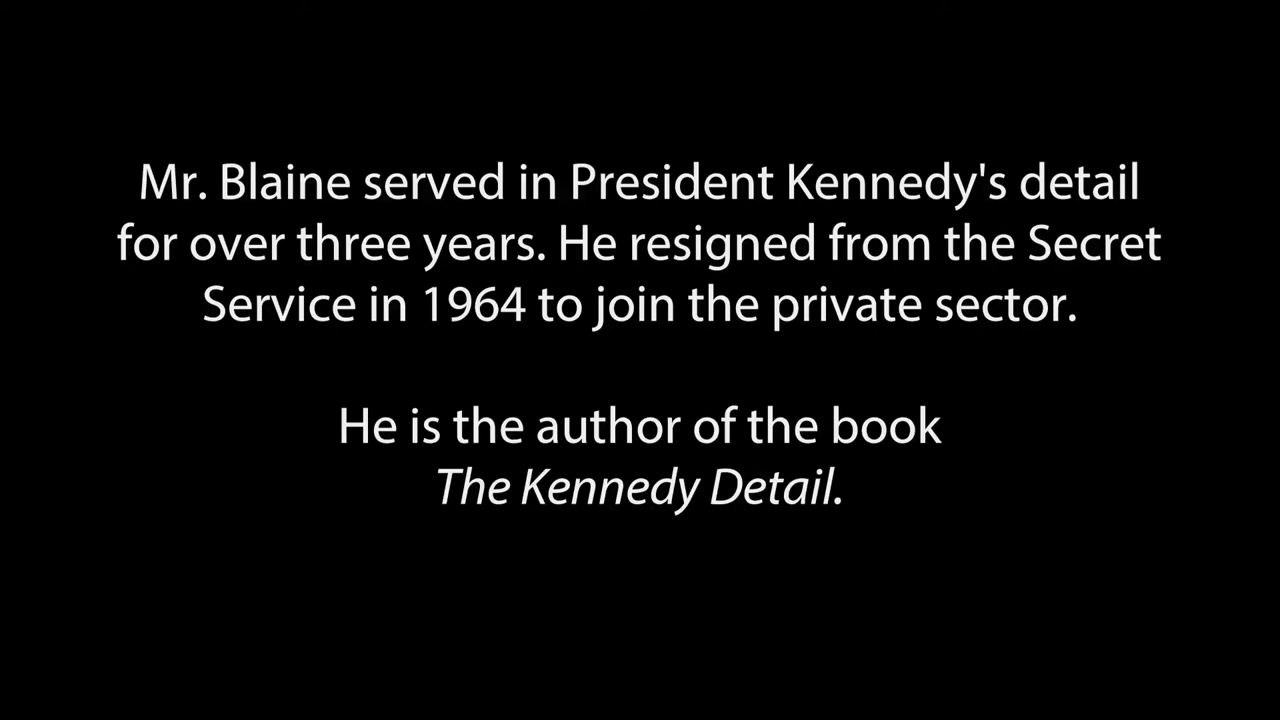 Mr. Blaine served in President Kennedy's detail
for over three years. He resigned from the Secret
Service in 1964 to join the private sector.
He is the author of the book
The Kennedy Detail.